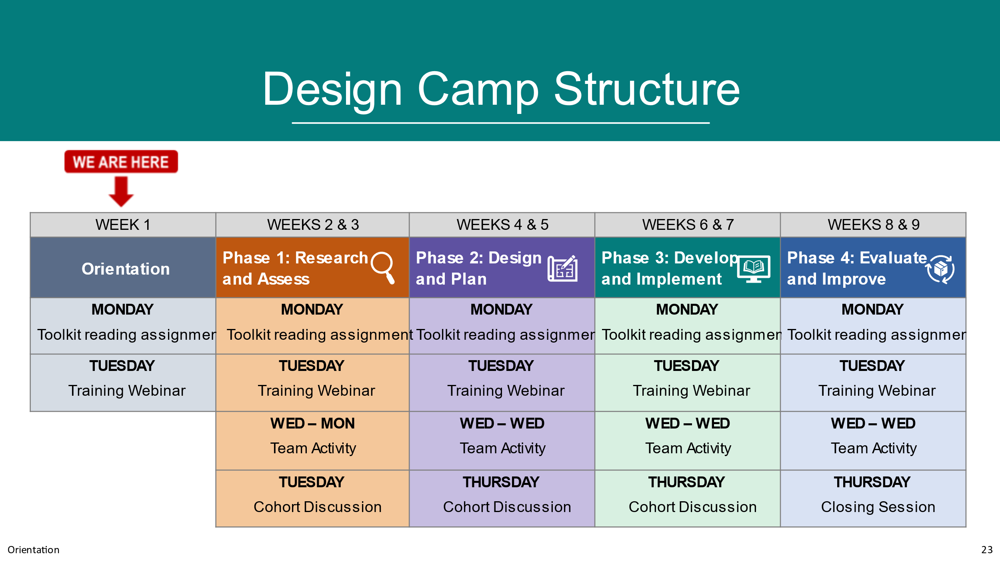 Design Camp Structure
WE ARE HERE
WEEK 1
WEEKS 2 & 3
WEEKS 4 & 5
WEEKS 6 & 7
WEEKS 8 & 9
Orientation
Phase 1: Research
and Assess
Phase 2: Design
and Plan
Phase 3: Develop
and Implement
Phase 4: Evaluate
and Improve
MONDAY
Toolkit reading assignmen
MONDAY
Toolkit reading assignment
MONDAY
Toolkit reading assignmen
MONDAY
Toolkit reading assignmen
MONDAY
Toolkit reading assignmen
TUESDAY
Training Webinar
TUESDAY
Training Webinar
TUESDAY
Training Webinar
TUESDAY
Training Webinar
TUESDAY
Training Webinar
WED – MON
Team Activity
WED – WED
Team Activity
WED – WED
Team Activity
WED – WED
Team Activity
TUESDAY
Cohort Discussion
THURSDAY
Cohort Discussion
THURSDAY
Cohort Discussion
THURSDAY
Closing Session
Orientation
23